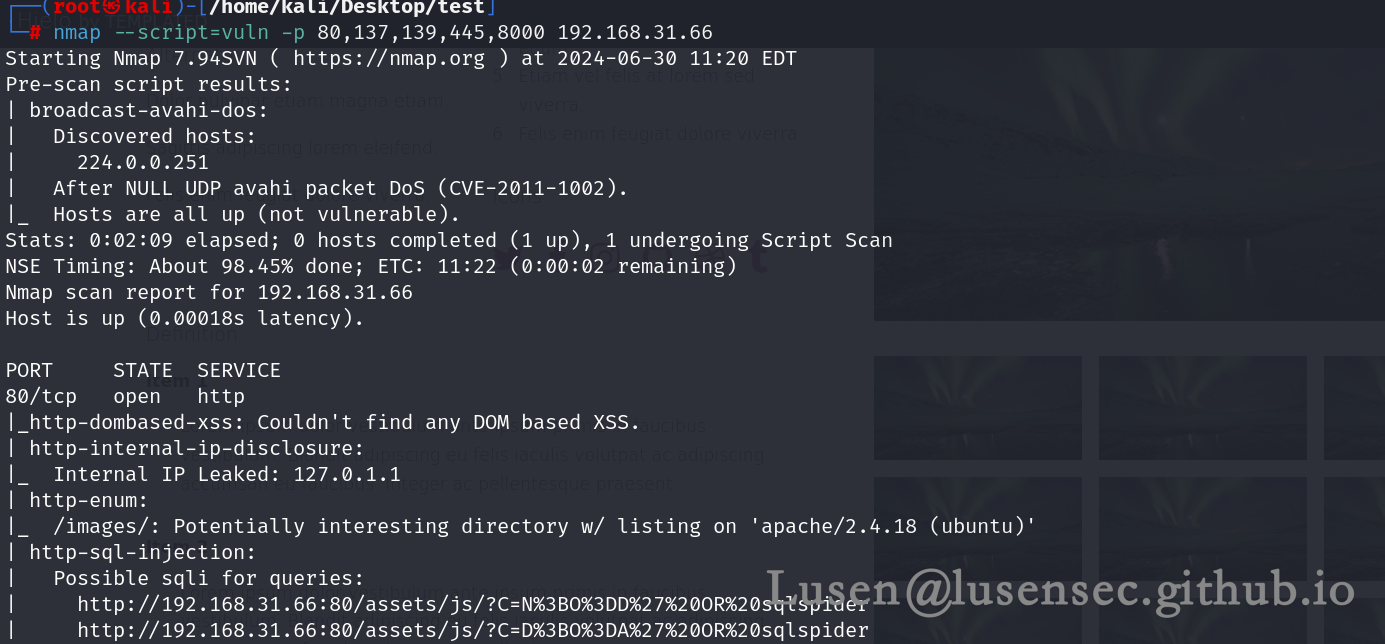 ┌──(root㉿kali)-[/home/kali/Desktop/test]
└─# nmap --script=vuln -p 80,137,139,445,8000 192.168.31.66
Starting Nmap 7.94SVN ( https://nmap.org ) at 2024-06-30 11:20 EDT
Pre-scan script results:
| broadcast-avahi-dos:
|   Discovered hosts:
|     224.0.0.251
|   After NULL UDP avahi packet DoS (CVE-2011-1002).
|_  Hosts are all up (not vulnerable).
Stats: 0:02:09 elapsed; 0 hosts completed (1 up), 1 undergoing Script Scan
NSE Timing: About 98.45% done; ETC: 11:22 (0:00:02 remaining)
Nmap scan report for 192.168.31.66
Host is up (0.00018s latency).
PORT     STATE  SERVICE
80/tcp   open   http
|_http-dombased-xss: Couldn't find any DOM based XSS.
| http-internal-ip-disclosure:
|_  Internal IP Leaked: 127.0.1.1
| http-enum:
|_  /images/: Potentially interesting directory w/ listing on 'apache/2.4.18 (ubuntu)'
| http-sql-injection:
|   Possible sqli for queries:
|     http://192.168.31.66:80/assets/js/?C=N%3BO%3DD%27%20OR%20sqlspider
|     http://192.168.31.66:80/assets/js/?C=D%3BO%3DA%27%20OR%20sqlspider
Lusen@lusensec.github.io